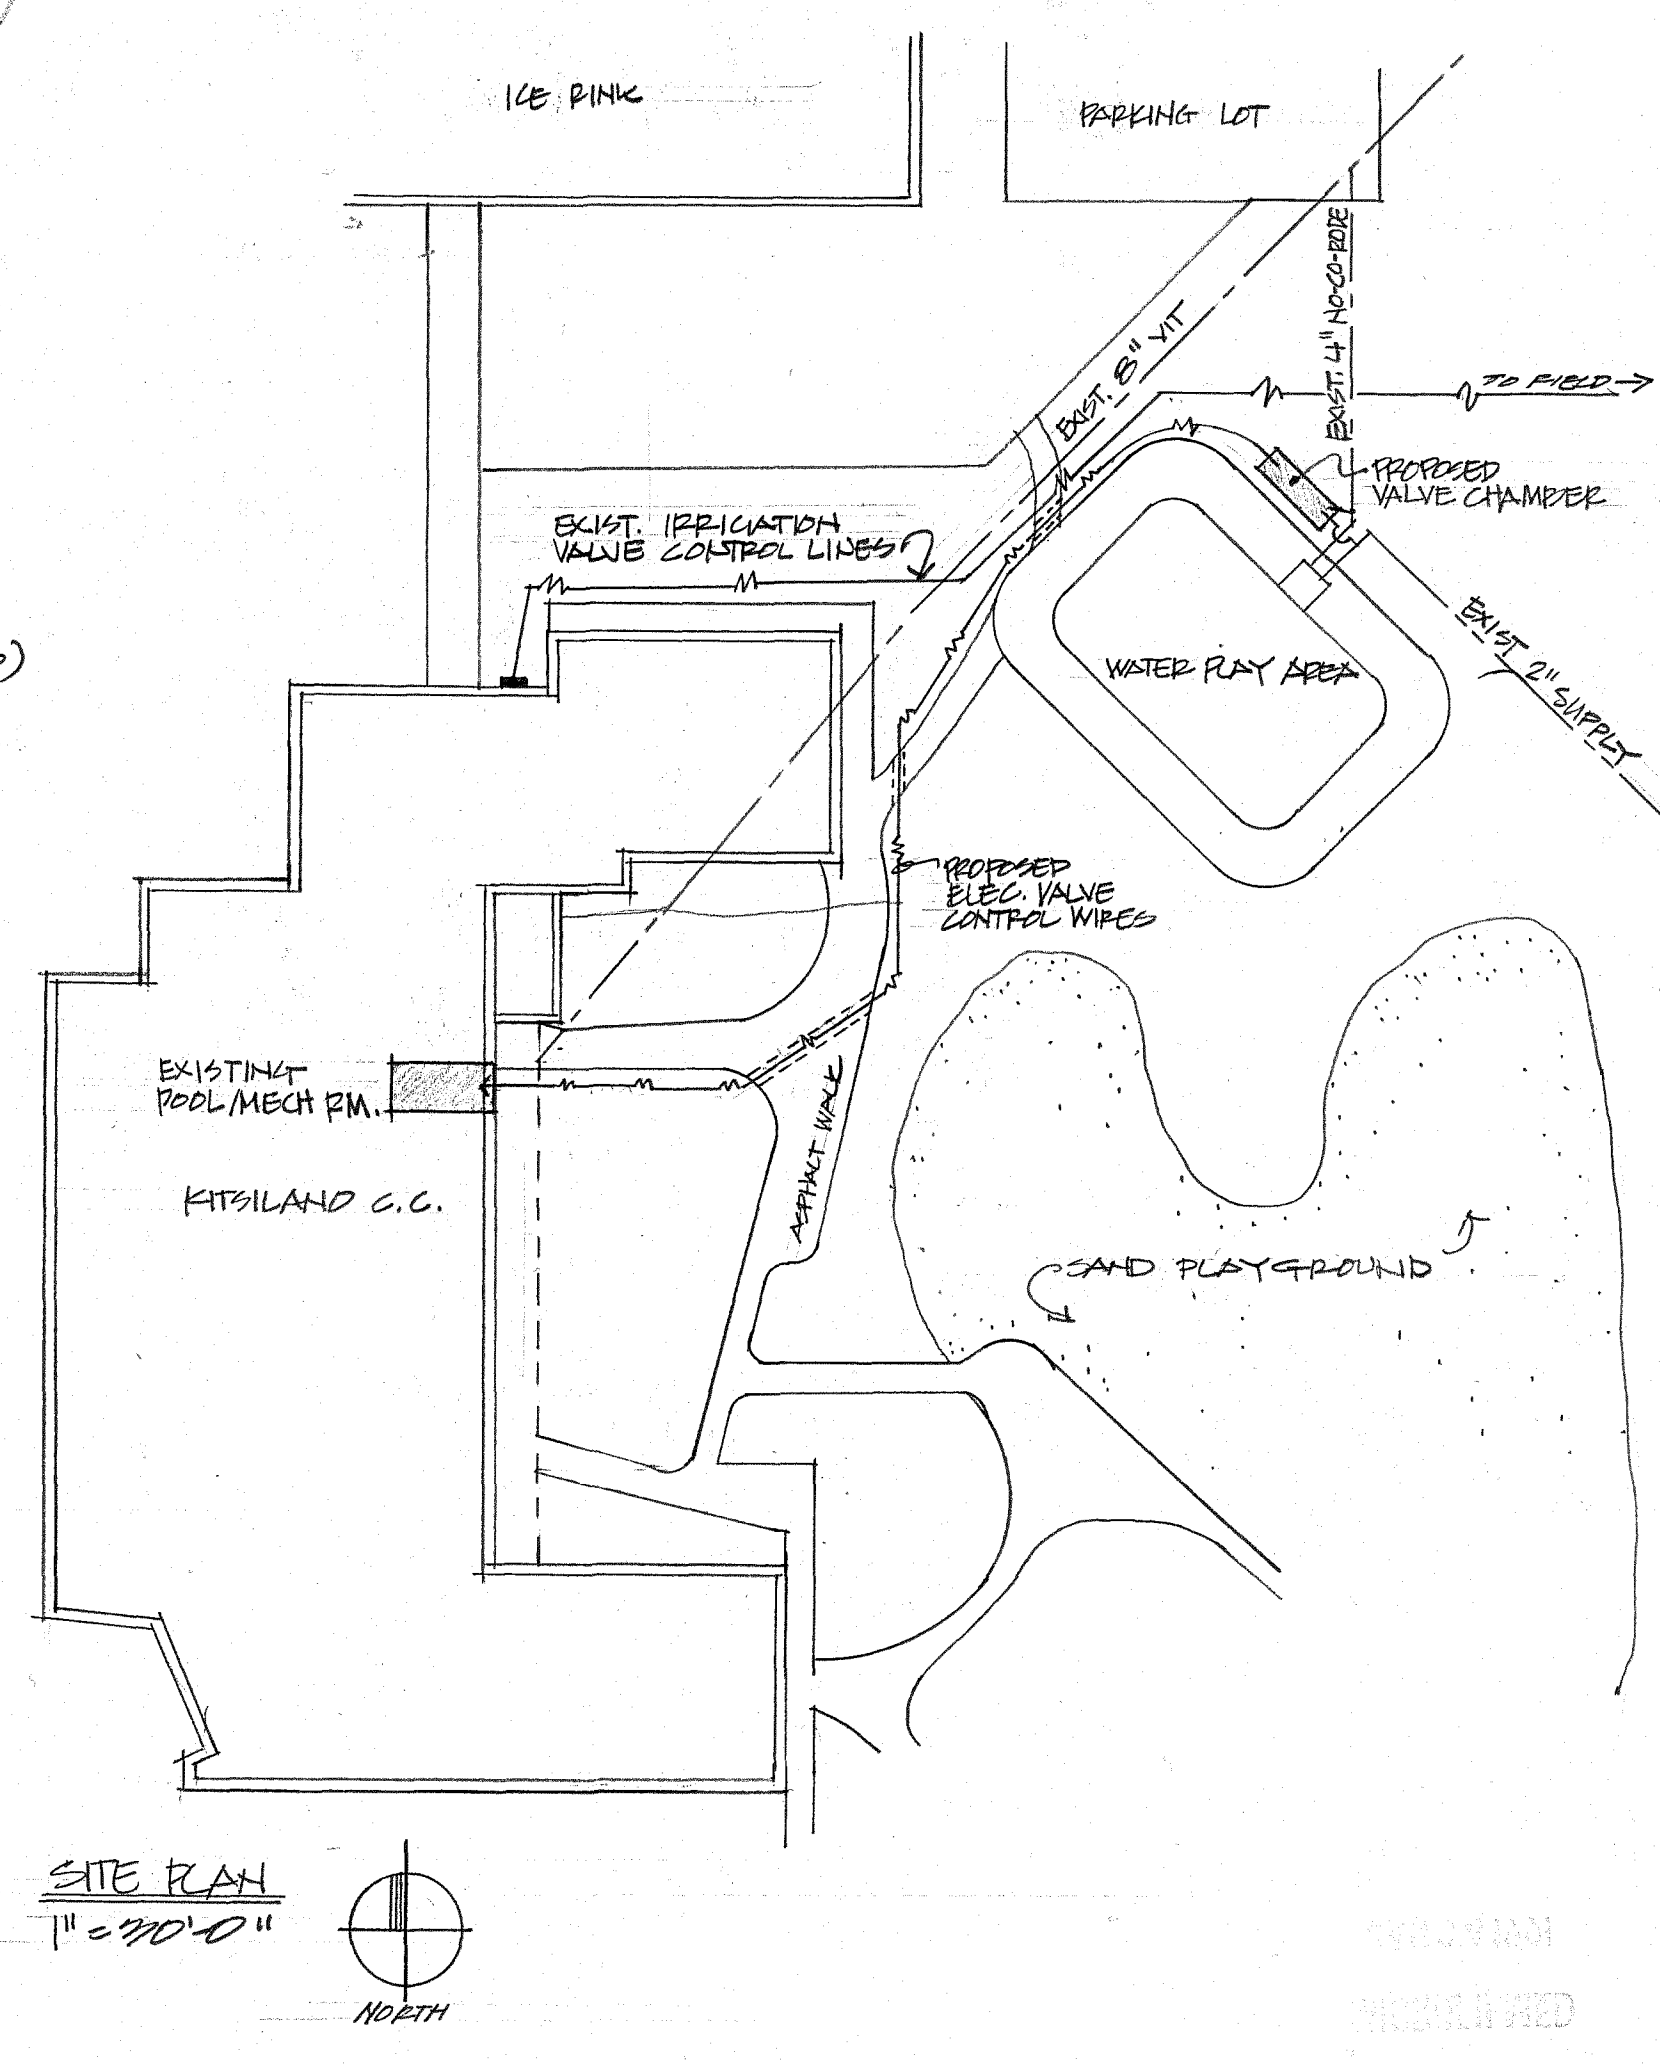 ICE RINK
PARKING LOT
EXIST. 4" NO-CO-RODE
EXIST. 8" VIT
TO FIELD
PROPOSED
VALVE CHAMBER
EXIST. IRRIGATION
VALVE CONTROL LINES
EXIST 2" SUPPLY
WATER PLAY AREA
PROPOSED
ELEC. VALVE
CONTROL WIRES
EXISTING
POOL/MECH RM.
ASPHALT WALK
KITSILANO C.C.
SAND PLAYGROUND
SITE PLAN
1" = 30'-0"
NORTH